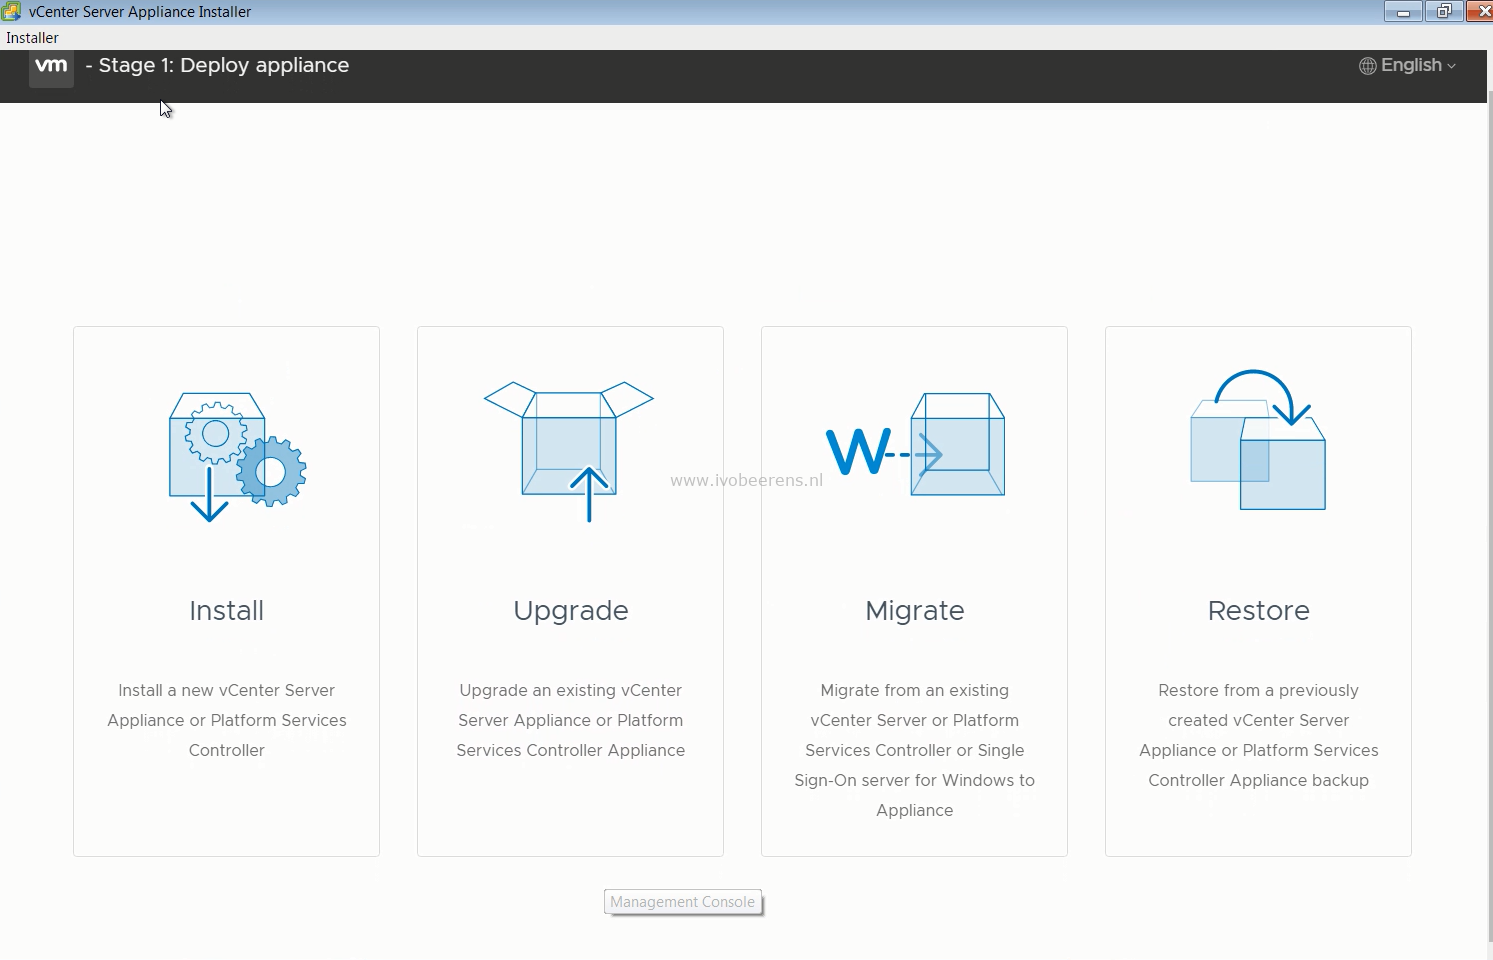 vCenter Server Appliance Installer
Installer
vm - Stage 1: Deploy appliance
English
W
www.ivobeerens.nl
Install
Install a new vCenter Server
Appliance or Platform Services
Controller
Upgrade
Upgrade an existing vCenter
Server Appliance or Platform
Services Controller Appliance
Migrate
Migrate from an existing
vCenter Server or Platform
Services Controller or Single
Sign-On server for Windows to
Appliance
Restore
Restore from a previously
created vCenter Server
Appliance or Platform Services
Controller Appliance backup
Management Console